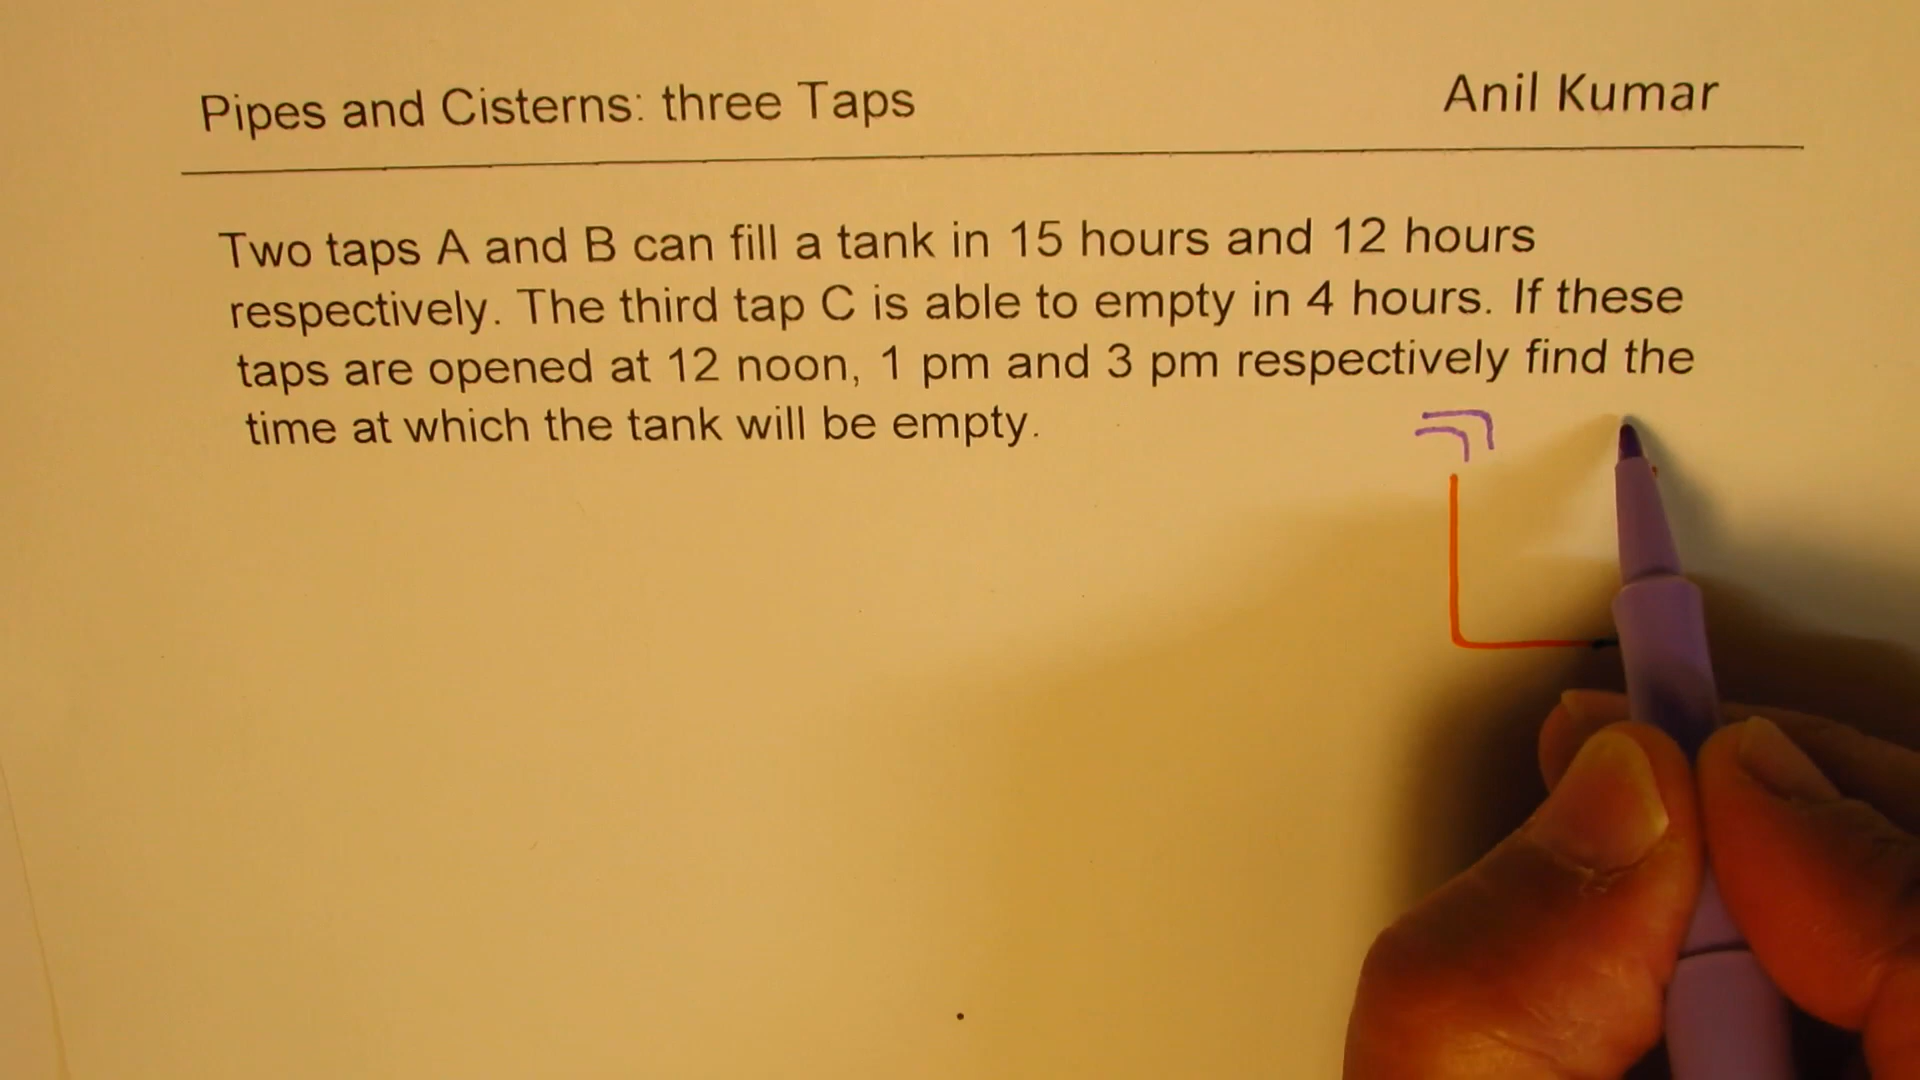 Pipes and Cisterns: three Taps Anil Kumar
Two taps A and B can fill a tank in 15 hours and 12 hours
respectively. The third tap C is able to empty in 4 hours. If these
taps are opened at 12 noon, 1 pm and 3 pm respectively find the
time at which the tank will be empty.